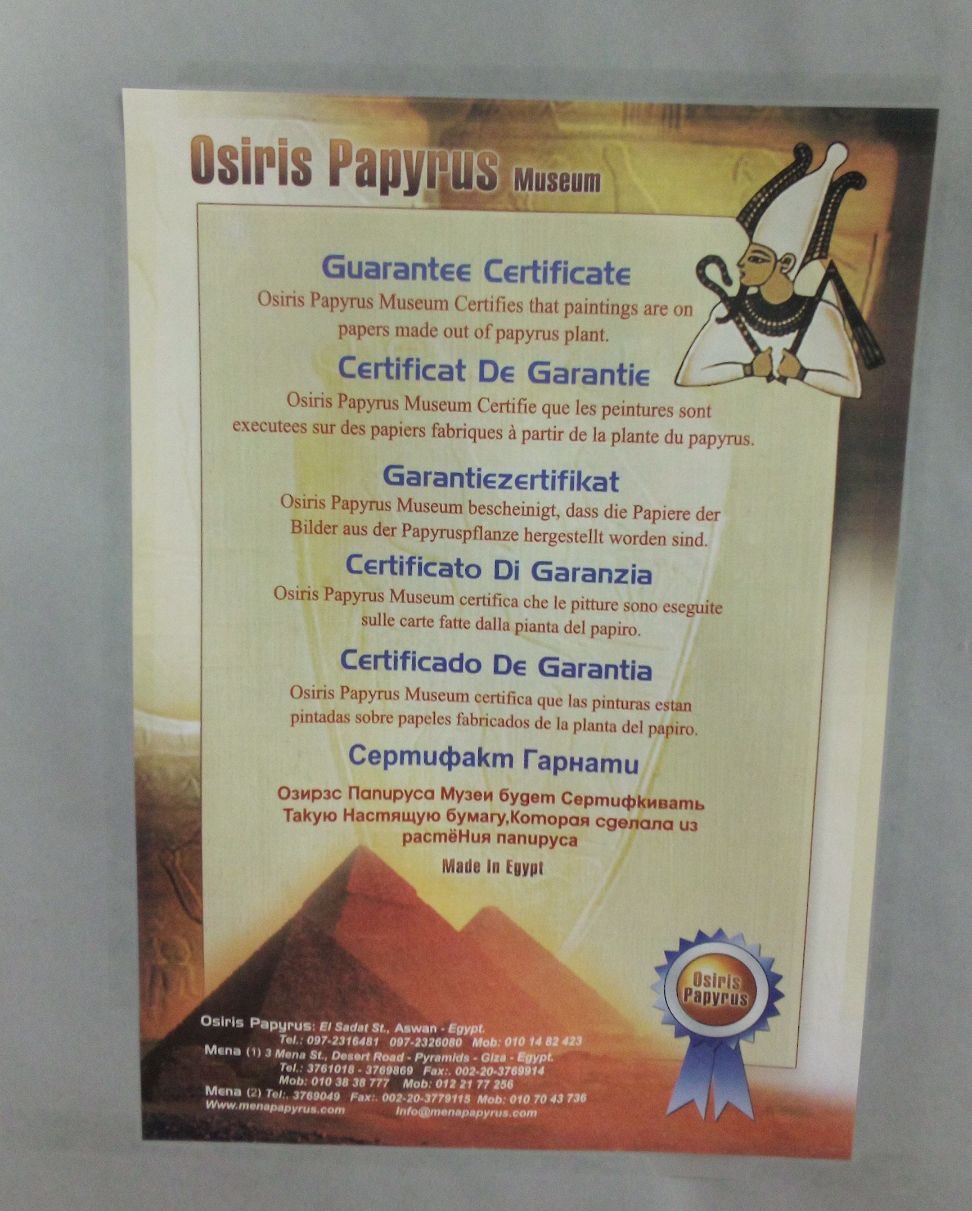 Osiris Papyrus Museum
Guarantee Certificate
Osiris Papyrus Museum Certifies that paintings are on
papers made out of papyrus plant.
Certificat De Garantie
Osiris Papyrus Museum Certifie que les peintures sont
executees sur des papiers fabriques à partir de la plante du papyrus.
Garantiezertifikat
Osiris Papyrus Museum bescheinigt, dass die Papiere der
Bilder aus der Papyruspflanze hergestellt worden sind.
Certificato Di Garanzia
Osiris Papyrus Museum certifica che le pitture sono eseguite
sulle carte fatte dalla pianta del papiro.
Certificado De Garantia
Osiris Papyrus Museum certifica que las pinturas estan
pintadas sobre papeles fabricados de la planta del papiro.
Сертифакт Гарнати
Озирзс Папируса Музеи будет Сертифкивать
Такую Настящую бумагу,Которая сделала из
растёНия папируса
Made In Egypt
Osiris
Papyrus
Osiris Papyrus: El Sadat St., Aswan - Egypt.
Tel.: 097-2316481 097-2326080 Mob: 010 14 82 423
Mena (1) 3 Mena St., Desert Road - Pyramids - Giza - Egypt.
Tel.: 3761018 - 3769869 Fax:. 002-20-3769914
Mob: 010 38 38 777 Mob: 012 21 77 256
Mena (2) Tel:. 3769049 Fax:. 002-20-3779115 Mob: 010 70 43 736
Www.menapapyrus.com Info@menapapyrus.com